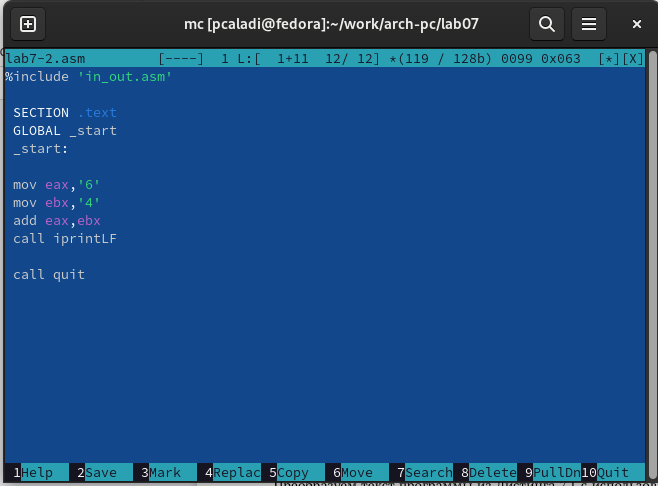 mc [pcaladi@fedora]:~/work/arch-pc/lab07
lab7-2.asm [----] 1 L:[ 1+11 12/ 12] *(119 / 128b) 0099 0x063 [*][X]
%include 'in_out.asm'
SECTION .text
GLOBAL _start
_start:
mov eax,'6'
mov ebx,'4'
add eax,ebx
call iprintLF
call quit
1Help 2Save 3Mark 4Replac 5Copy 6Move 7Search 8Delete 9PullDn 10Quit